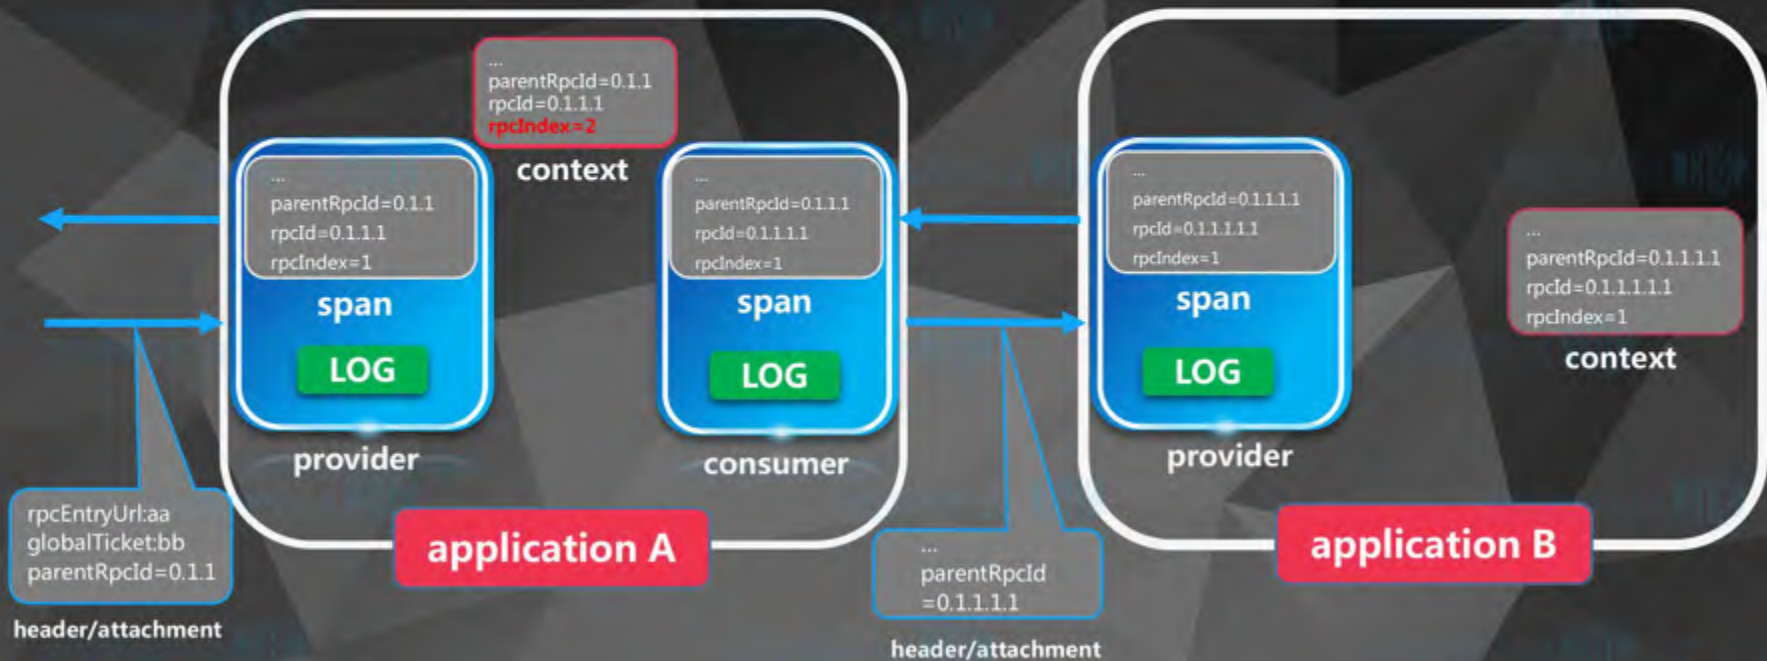 ...
parentRpcId=0.1.1
rpcId=0.1.1.1
rpcIndex=2
context
...
parentRpcId=0.1.1
rpcId=0.1.1.1
rpcIndex=1
span
LOG
provider
...
parentRpcId=0.1.1.1
rpcId=0.1.1.1.1
rpcIndex=1
span
LOG
consumer
rpcEntryUrl:aa
globalTicket:bb
parentRpcId=0.1.1
header/attachment
application A
...
parentRpcId
=0.1.1.1.1
header/attachment
...
parentRpcId=0.1.1.1.1
rpcId=0.1.1.1.1.1
rpcIndex=1
span
LOG
provider
...
parentRpcId=0.1.1.1.1
rpcId=0.1.1.1.1.1
rpcIndex=1
context
application B